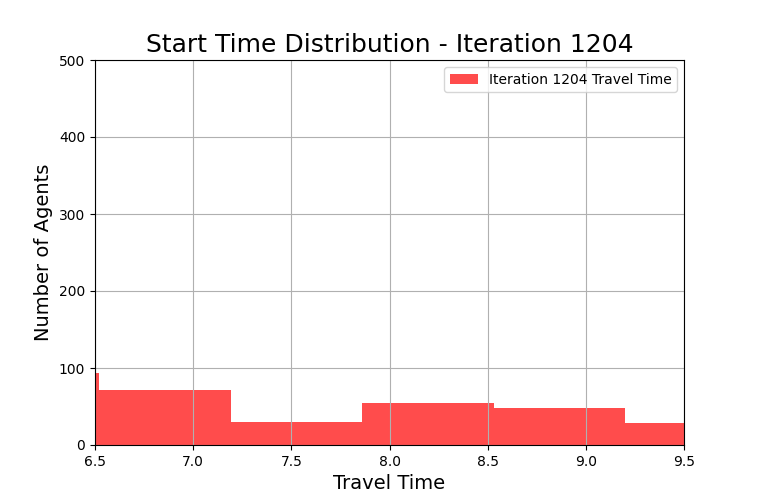 Start Time Distribution - Iteration 1204
Iteration 1204 Travel Time
Number of Agents
500
400
300
200
100
0
6.5 7.0 7.5 8.0 8.5 9.0 9.5
Travel Time